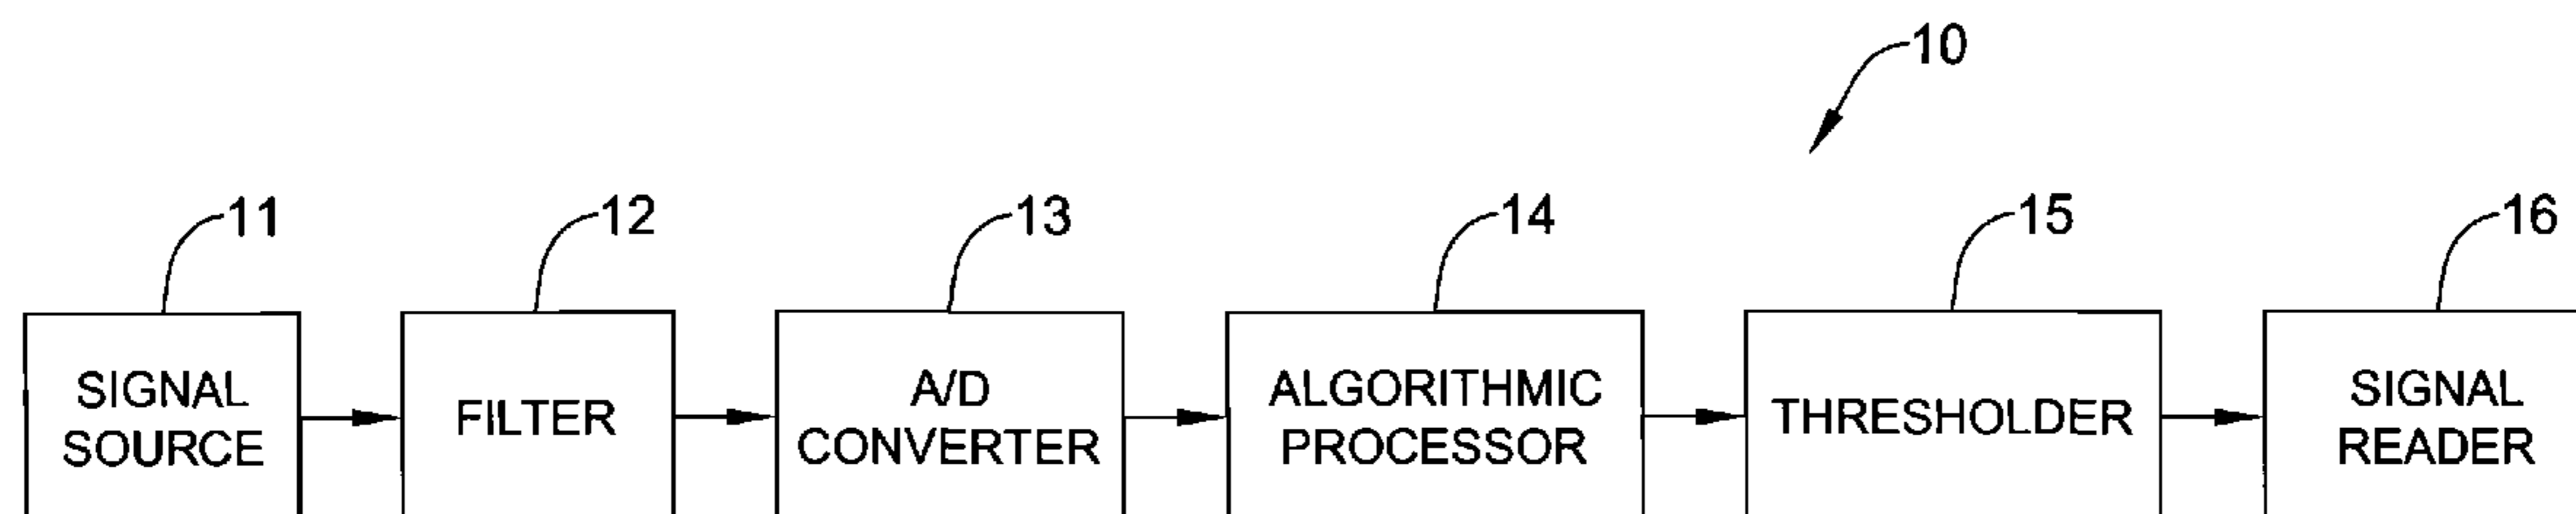 10
11
12
13
14
15
16
SIGNAL
SOURCE
FILTER
A/D
CONVERTER
ALGORITHMIC
PROCESSOR
THRESHOLDER
SIGNAL
READER